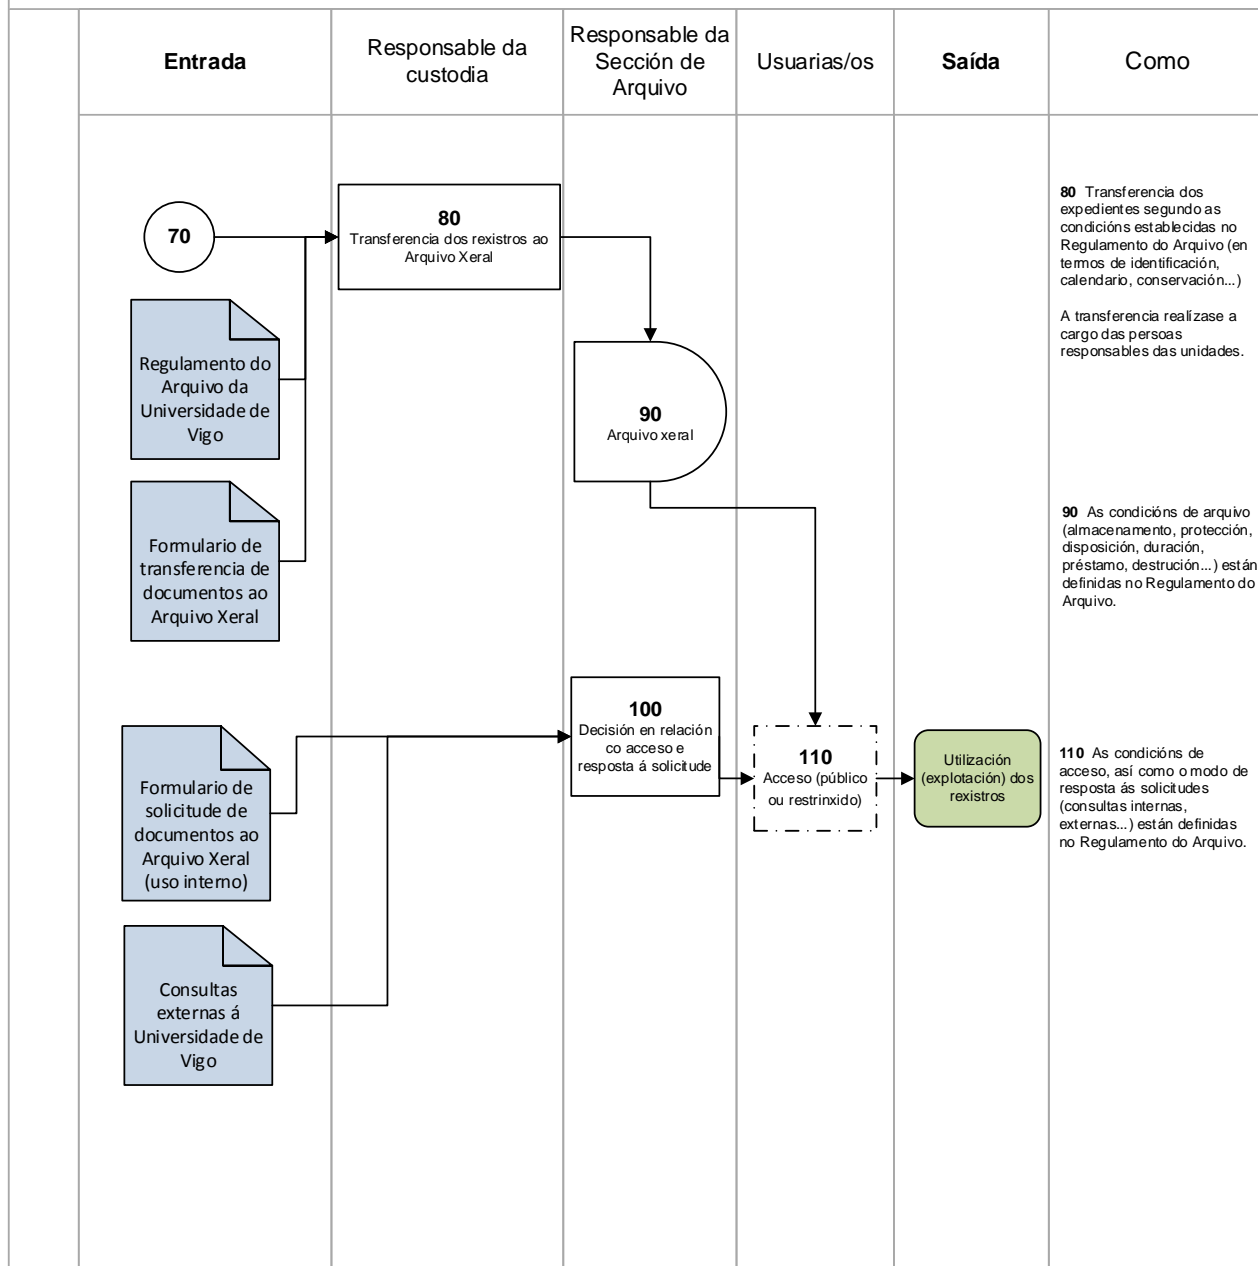 Entrada
Responsable da
custodia
Responsable da
Sección de
Arquivo
Usuarias/os
Saída
Como
70
80
Transferencia dos rexistros ao
Arquivo Xeral
Regulamento do
Arquivo da
Universidade de
Vigo
Formulario de
transferencia de
documentos ao
Arquivo Xeral
90
Arquivo xeral
80 Transferencia dos
expedientes segundo as
condicións establecidas no
Regulamento do Arquivo (en
termos de identificación,
calendario, conservación...)
A transferencia realízase a
cargo das persoas
responsables das unidades.
90 As condicións de arquivo
(almacenamento, protección,
disposición, duración,
préstamo, destrución...) están
definidas no Regulamento do
Arquivo.
Formulario de
solicitude de
documentos ao
Arquivo Xeral
(uso interno)
Consultas
externas á
Universidade de
Vigo
100
Decisión en relación
co acceso e
resposta á solicitude
110
Acceso (público
ou restrinxido)
Utilización
(explotación) dos
rexistros
110 As condicións de
acceso, así como o modo de
resposta ás solicitudes
(consultas internas,
externas...) están definidas
no Regulamento do Arquivo.